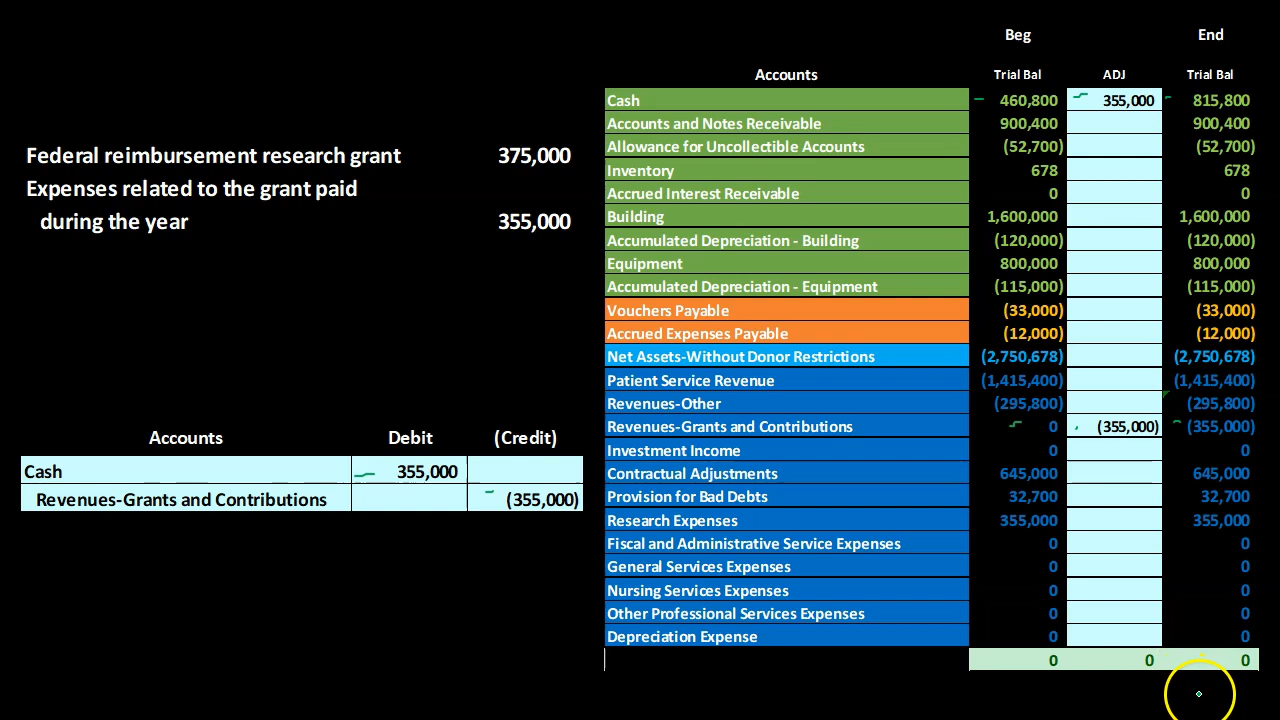 Federal reimbursement research grant 375,000
Expenses related to the grant paid
during the year 355,000
Accounts Debit (Credit)
Cash 355,000
Revenues-Grants and Contributions (355,000)
Beg End
Accounts Trial Bal ADJ Trial Bal
Cash 460,800 355,000 815,800
Accounts and Notes Receivable 900,400 900,400
Allowance for Uncollectible Accounts (52,700) (52,700)
Inventory 678 678
Accrued Interest Receivable 0 0
Building 1,600,000 1,600,000
Accumulated Depreciation - Building (120,000) (120,000)
Equipment 800,000 800,000
Accumulated Depreciation - Equipment (115,000) (115,000)
Vouchers Payable (33,000) (33,000)
Accrued Expenses Payable (12,000) (12,000)
Net Assets-Without Donor Restrictions (2,750,678) (2,750,678)
Patient Service Revenue (1,415,400) (1,415,400)
Revenues-Other (295,800) (295,800)
Revenues-Grants and Contributions 0 (355,000) (355,000)
Investment Income 0 0
Contractual Adjustments 645,000 645,000
Provision for Bad Debts 32,700 32,700
Research Expenses 355,000 355,000
Fiscal and Administrative Service Expenses 0 0
General Services Expenses 0 0
Nursing Services Expenses 0 0
Other Professional Services Expenses 0 0
Depreciation Expense 0 0
0 0 0